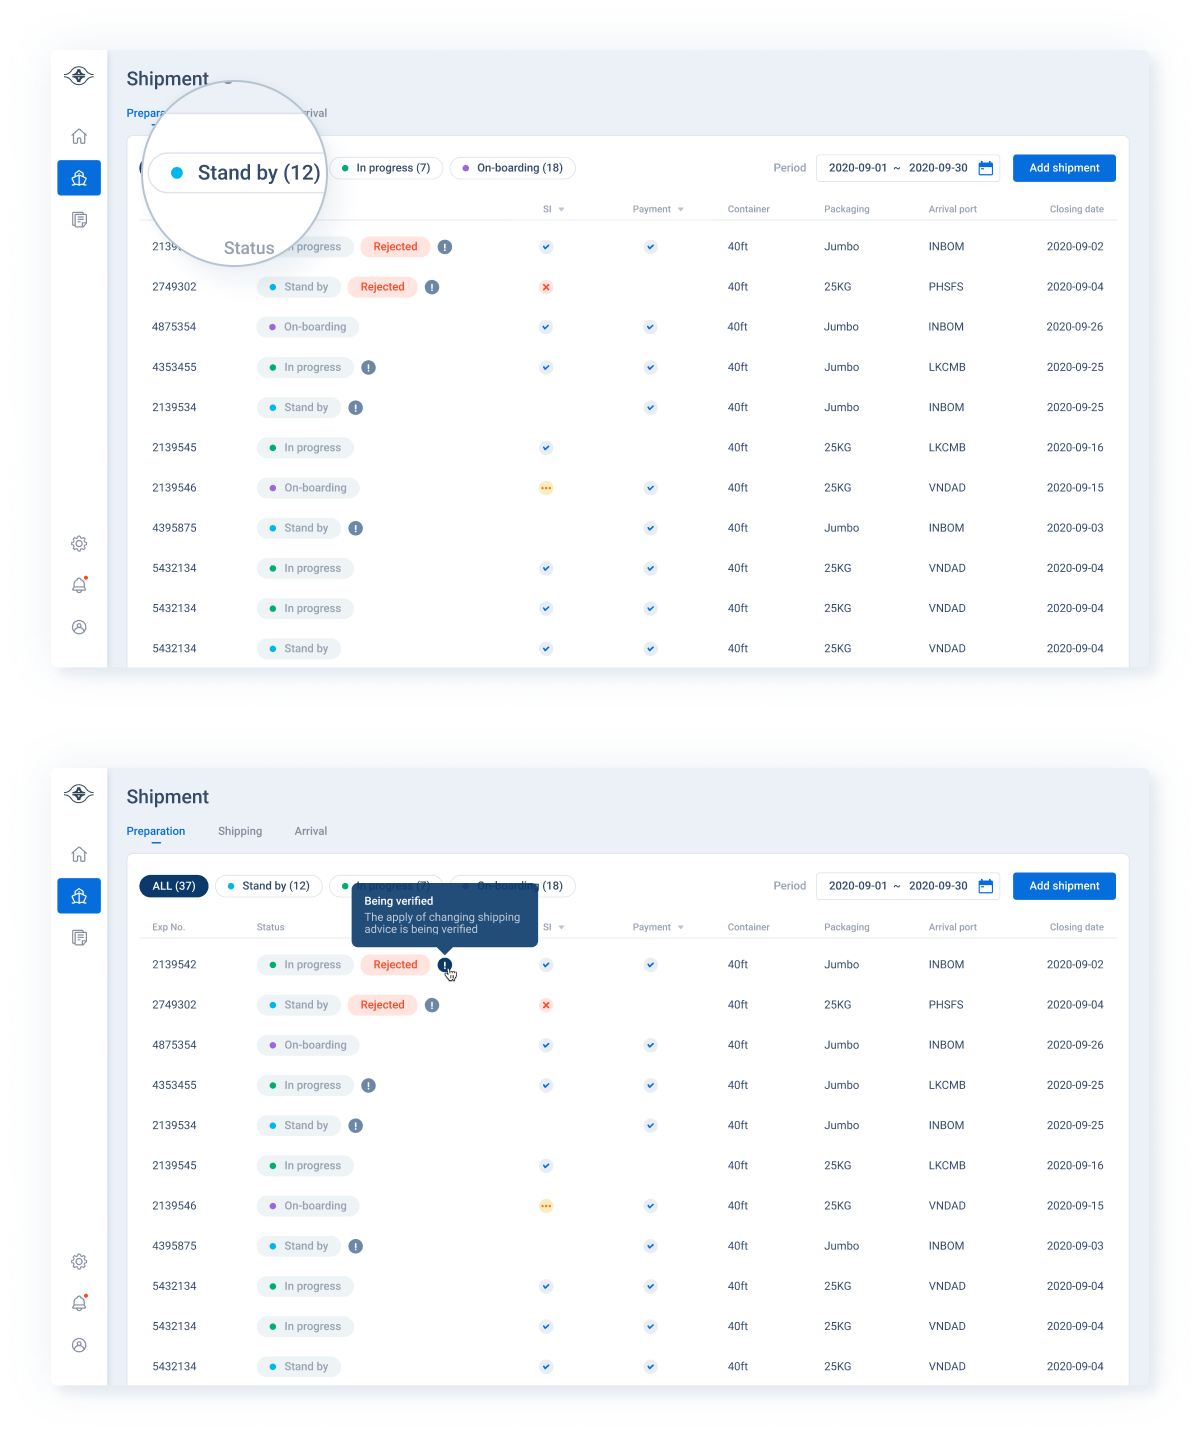 Shipment
Prepara rival
Stand by (12) In progress (7) On-boarding (18) Period 2020-09-01 ~ 2020-09-30 Add shipment
Status SI Payment Container Packaging Arrival port Closing date
2139 progress Rejected 40ft Jumbo INBOM 2020-09-02
2749302 Stand by Rejected 40ft 25KG PHSFS 2020-09-04
4875354 On-boarding 40ft Jumbo INBOM 2020-09-26
4353455 In progress 40ft Jumbo LKCMB 2020-09-25
2139534 Stand by 40ft Jumbo INBOM 2020-09-25
2139545 In progress 40ft 25KG LKCMB 2020-09-16
2139546 On-boarding 40ft 25KG VNDAD 2020-09-15
4395875 Stand by 40ft Jumbo INBOM 2020-09-03
5432134 In progress 40ft 25KG VNDAD 2020-09-04
5432134 In progress 40ft 25KG VNDAD 2020-09-04
5432134 Stand by 40ft 25KG VNDAD 2020-09-04
Shipment
Preparation Shipping Arrival
ALL (37) Stand by (12) In progress (7) On-boarding (18) Period 2020-09-01 ~ 2020-09-30 Add shipment
Being verified
The apply of changing shipping
advice is being verified
Exp No. Status SI Payment Container Packaging Arrival port Closing date
2139542 In progress Rejected 40ft Jumbo INBOM 2020-09-02
2749302 Stand by Rejected 40ft 25KG PHSFS 2020-09-04
4875354 On-boarding 40ft Jumbo INBOM 2020-09-26
4353455 In progress 40ft Jumbo LKCMB 2020-09-25
2139534 Stand by 40ft Jumbo INBOM 2020-09-25
2139545 In progress 40ft 25KG LKCMB 2020-09-16
2139546 On-boarding 40ft 25KG VNDAD 2020-09-15
4395875 Stand by 40ft Jumbo INBOM 2020-09-03
5432134 In progress 40ft 25KG VNDAD 2020-09-04
5432134 In progress 40ft 25KG VNDAD 2020-09-04
5432134 Stand by 40ft 25KG VNDAD 2020-09-04